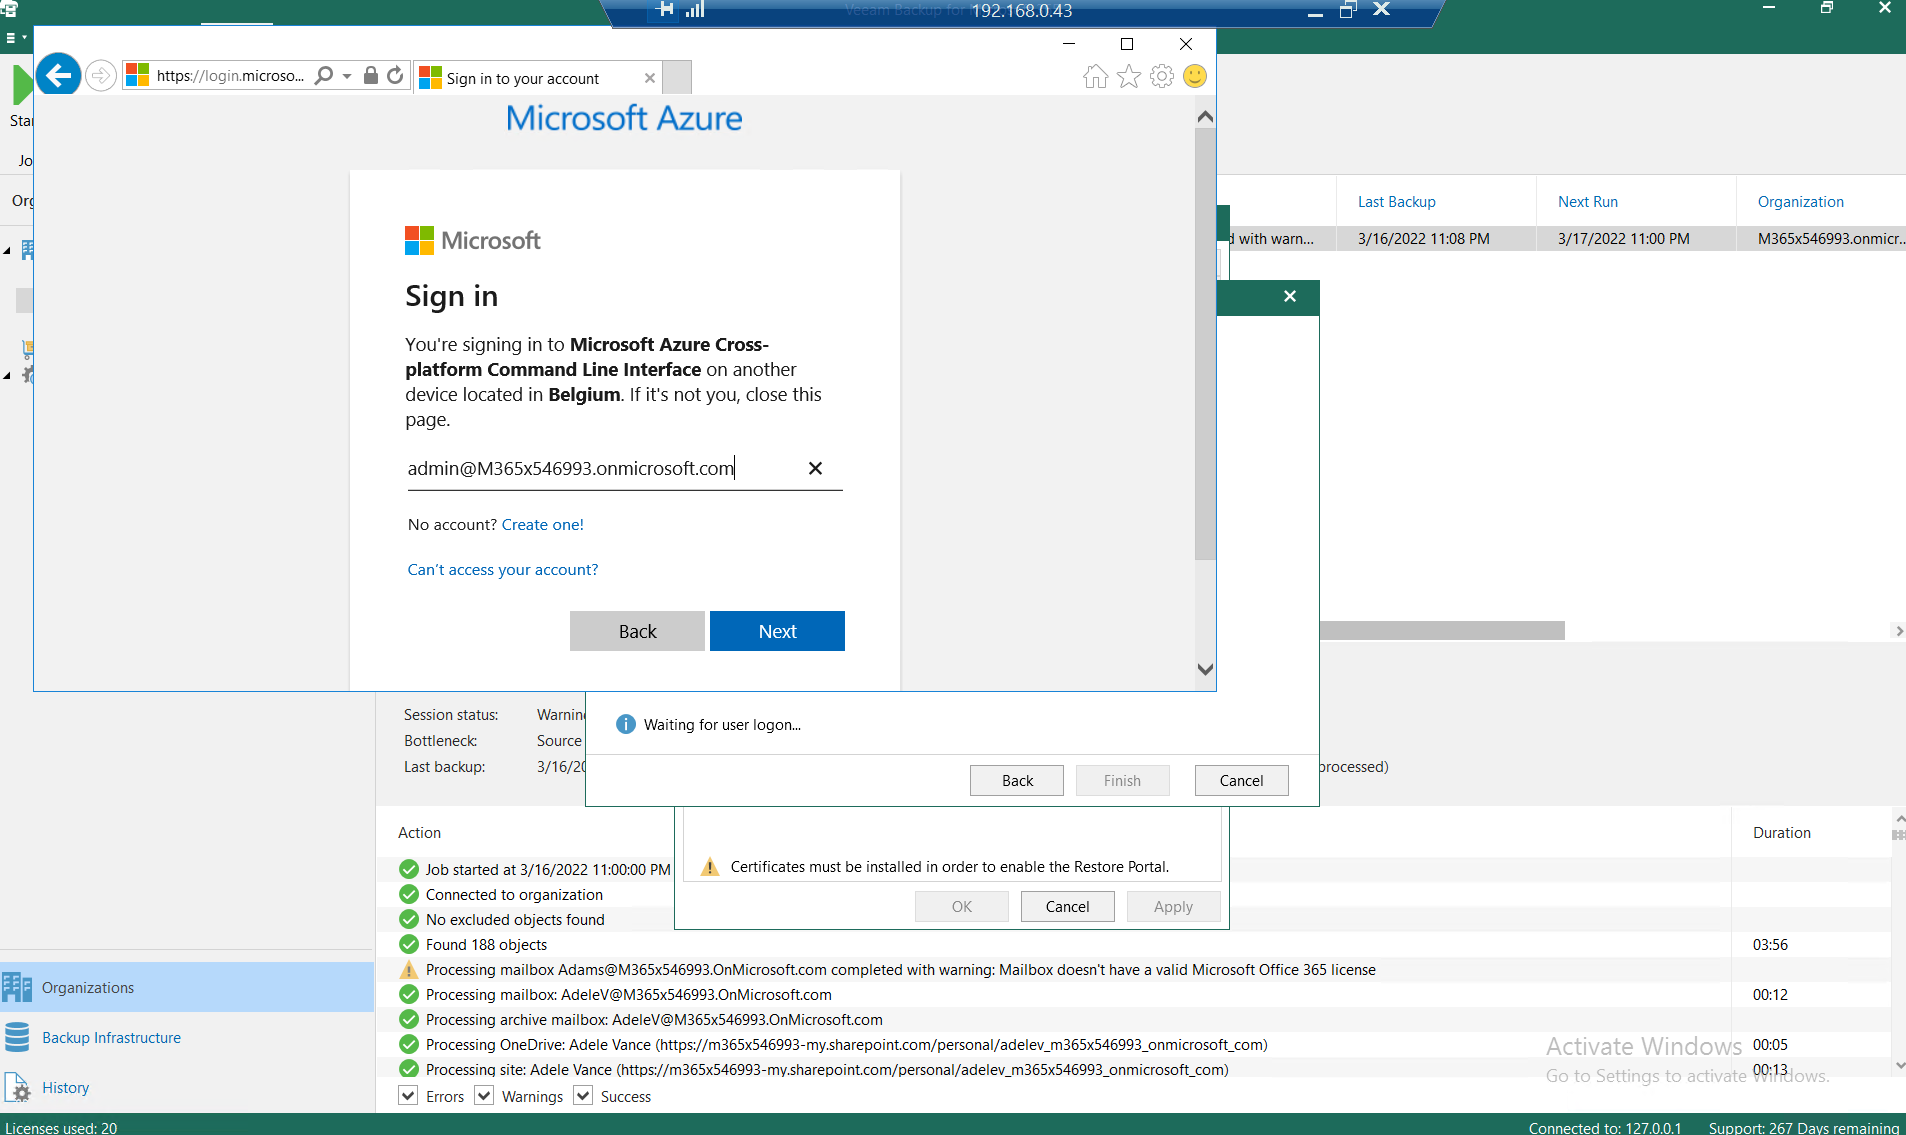 192.168.0.43
https://login.microso...
Sign in to your account
Microsoft Azure
Microsoft
Sign in
You're signing in to Microsoft Azure Cross-
platform Command Line Interface on another
device located in Belgium. If it's not you, close this
page.
admin@M365x546993.onmicrosoft.com
No account? Create one!
Can't access your account?
Back
Next
Last Backup
Next Run
Organization
d with warn...
3/16/2022 11:08 PM
3/17/2022 11:00 PM
M365x546993.onmicr...
Session status:
Bottleneck:
Source
Last backup:
3/16/20
Waiting for user logon...
Back
Finish
Cancel
processed)
Certificates must be installed in order to enable the Restore Portal.
OK
Cancel
Apply
Action
Duration
Job started at 3/16/2022 11:00:00 PM
Connected to organization
No excluded objects found
Found 188 objects
03:56
Processing mailbox Adams@M365x546993.OnMicrosoft.com completed with warning: Mailbox doesn't have a valid Microsoft Office 365 license
Processing mailbox: AdeleV@M365x546993.OnMicrosoft.com
00:12
Processing archive mailbox: AdeleV@M365x546993.OnMicrosoft.com
Processing OneDrive: Adele Vance (https://m365x546993-my.sharepoint.com/personal/adelev_m365x546993_onmicrosoft_com)
00:05
Processing site: Adele Vance (https://m365x546993-my.sharepoint.com/personal/adelev_m365x546993_onmicrosoft_com)
00:13
Errors
Warnings
Success
Organizations
Backup Infrastructure
History
Activate Windows
Go to Settings to activate Windows.
Licenses used: 20
Connected to: 127.0.0.1
Support: 267 Days remaining